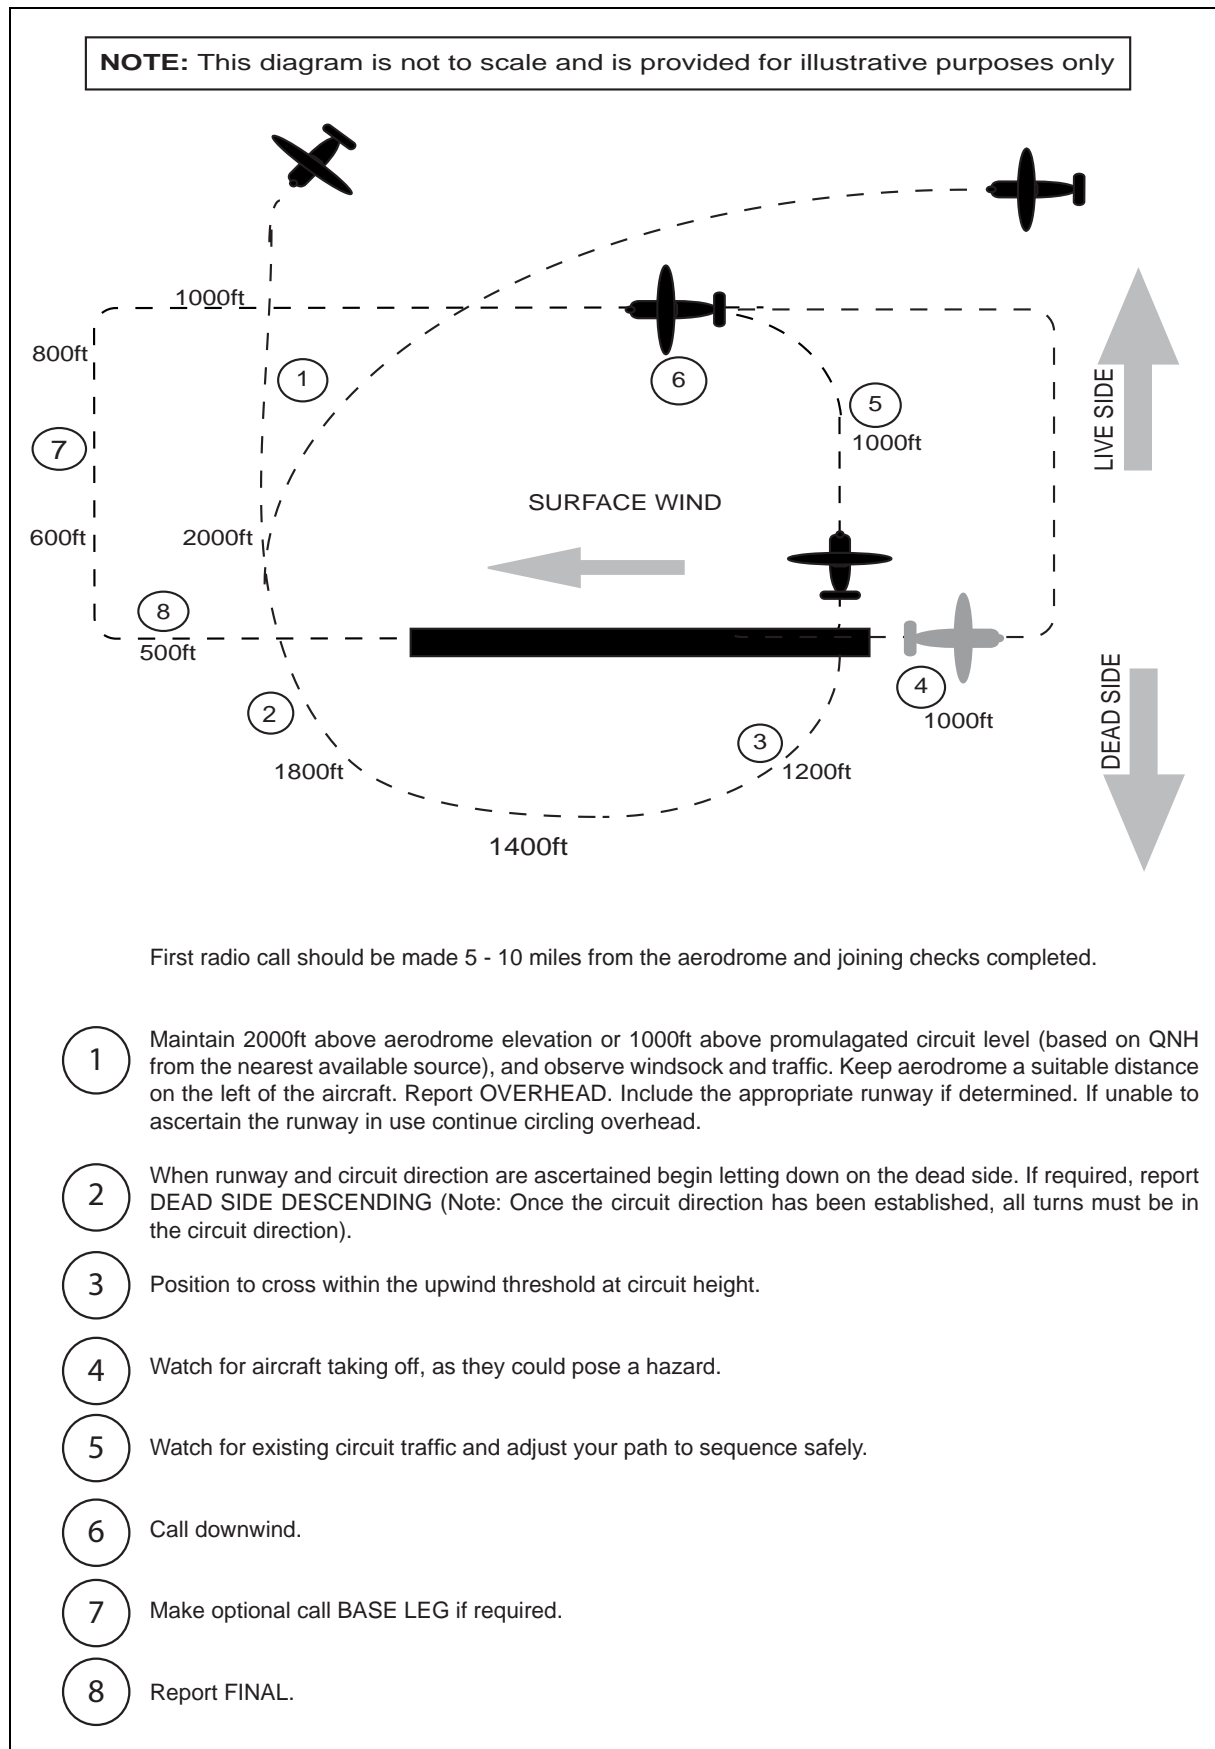 NOTE: This diagram is not to scale and is provided for illustrative purposes only
1000ft
800ft
1
6
5
7
1000ft
LIVE SIDE
SURFACE WIND
600ft
2000ft
8
500ft
4
1000ft
DEAD SIDE
2
3
1800ft
1200ft
1400ft
First radio call should be made 5 - 10 miles from the aerodrome and joining checks completed.
1
Maintain 2000ft above aerodrome elevation or 1000ft above promulagated circuit level (based on QNH
from the nearest available source), and observe windsock and traffic. Keep aerodrome a suitable distance
on the left of the aircraft. Report OVERHEAD. Include the appropriate runway if determined. If unable to
ascertain the runway in use continue circling overhead.
2
When runway and circuit direction are ascertained begin letting down on the dead side. If required, report
DEAD SIDE DESCENDING (Note: Once the circuit direction has been established, all turns must be in
the circuit direction).
3
Position to cross within the upwind threshold at circuit height.
4
Watch for aircraft taking off, as they could pose a hazard.
5
Watch for existing circuit traffic and adjust your path to sequence safely.
6
Call downwind.
7
Make optional call BASE LEG if required.
8
Report FINAL.